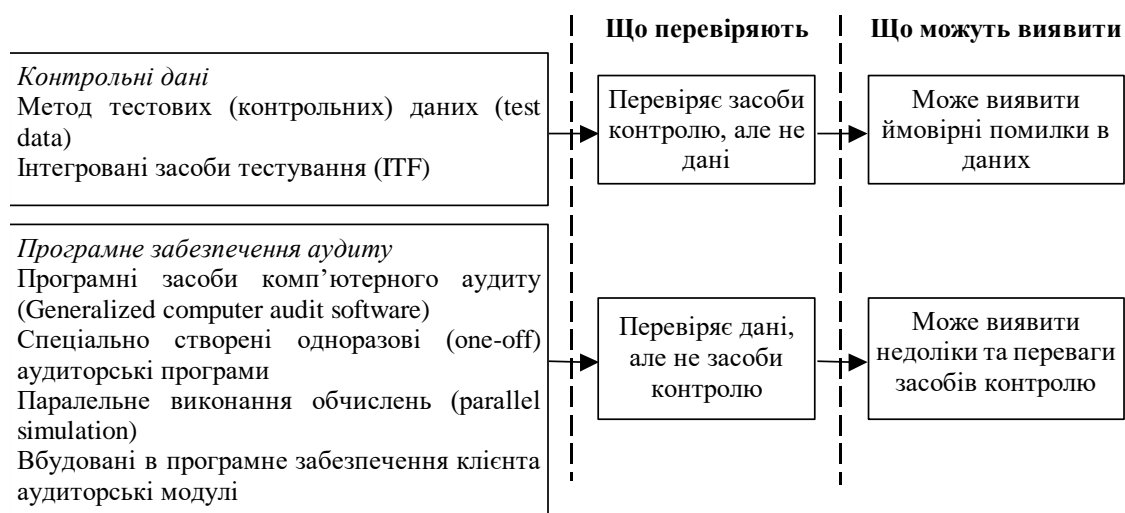 Що перевіряють
Що можуть виявити
Контрольні дані
Метод тестових (контрольних) даних (test
data)
Інтегровані засоби тестування (ITF)
Перевіряє засоби
контролю, але не
дані
Може виявити
ймовірні помилки в
даних
Програмне забезпечення аудиту
Програмні засоби комп’ютерного аудиту
(Generalized computer audit software)
Спеціально створені одноразові (one-off)
аудиторські програми
Паралельне виконання обчислень (parallel
simulation)
Вбудовані в програмне забезпечення клієнта
аудиторські модулі
Перевіряє дані,
але не засоби
контролю
Може виявити
недоліки та переваги
засобів контролю